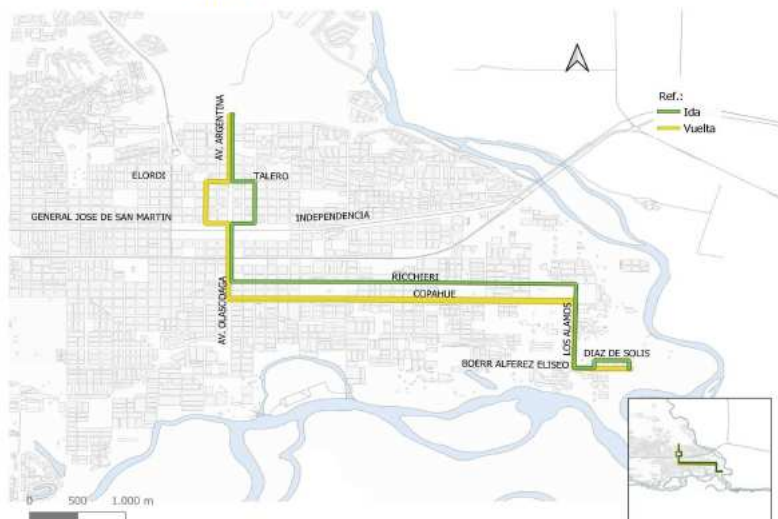 Ref.:
Ida
Vuelta
AV. ARGENTINA
ELORDI
TALERO
GENERAL JOSE DE SAN MARTIN
INDEPENDENCIA
RICCHIERI
COPAHUE
AV. OLASCOAGA
LOS ALAMOS
DIAZ DE SOLIS
BOERR ALFEREZ ELISEO
0 500 1.000 m